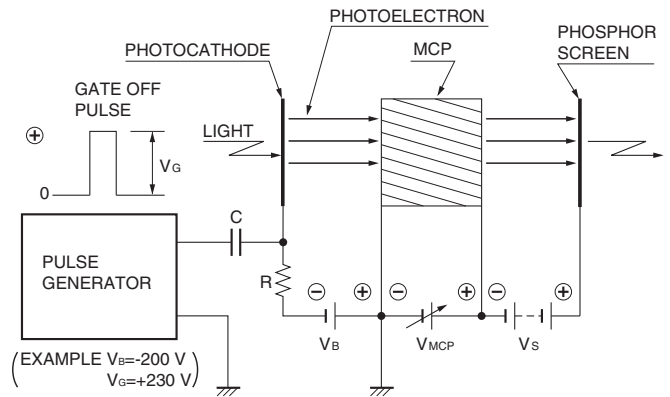 PHOTOELECTRON
PHOTOCATHODE
MCP
PHOSPHOR
SCREEN
GATE OFF
PULSE
+
LIGHT
VG
0
C
PULSE
GENERATOR
R
− + − + − +
VB
VMCP
VS
(EXAMPLE VB=-200 V
VG=+230 V)